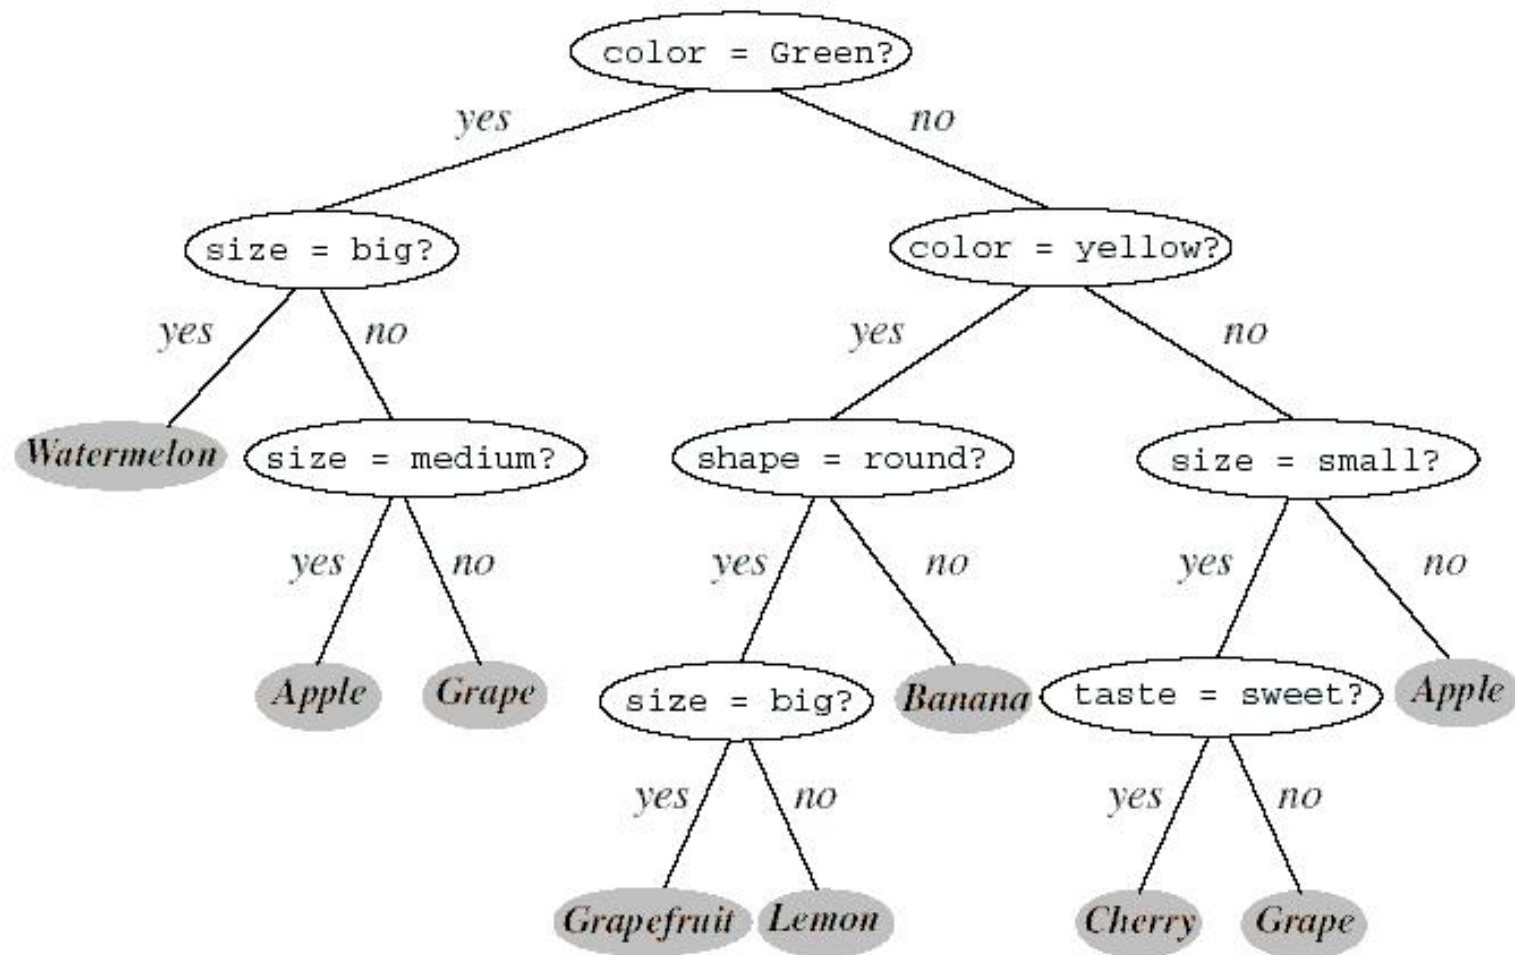 color = Green?
yes
no
size = big?
color = yellow?
yes
no
yes
no
Watermelon
size = medium?
shape = round?
size = small?
yes
no
yes
no
yes
no
Apple
Grape
size = big?
Banana
taste = sweet?
Apple
yes
no
yes
no
Grapefruit
Lemon
Cherry
Grape